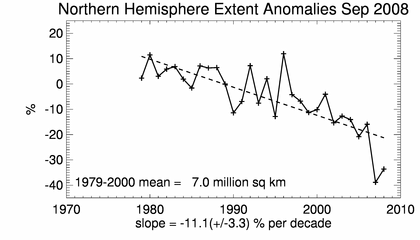 Northern Hemisphere Extent Anomalies Sep 2008
20
10
0
-10
-20
-30
-40
%
1979-2000 mean = 7.0 million sq km
1970 1980 1990 2000 2010
slope = -11.1(+/-3.3) % per decade